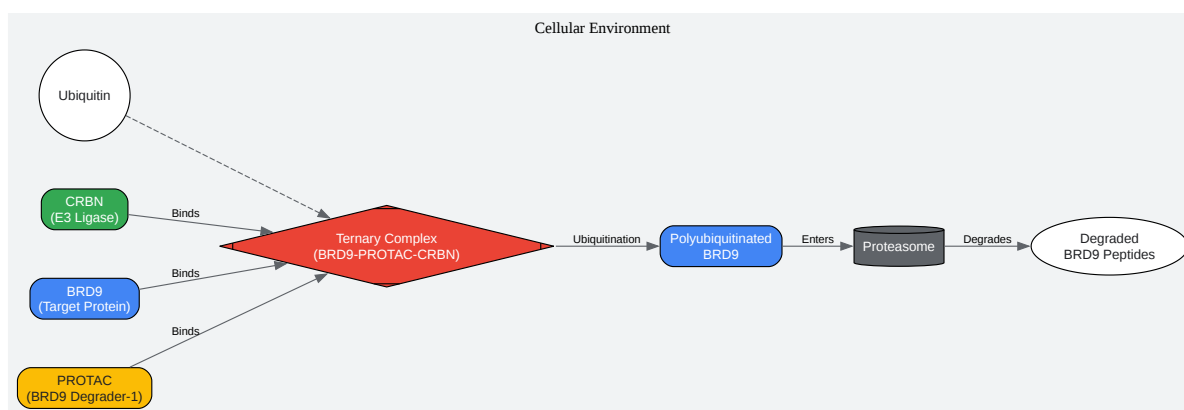 Cellular Environment
Ubiquitin
CRBN
(E3 Ligase)
Binds
BRD9
(Target Protein)
Binds
PROTAC
(BRD9 Degrader-1)
Binds
Ternary Complex
(BRD9-PROTAC-CRBN)
Ubiquitination
Polyubiquitinated
BRD9
Enters
Proteasome
Degrades
Degraded
BRD9 Peptides